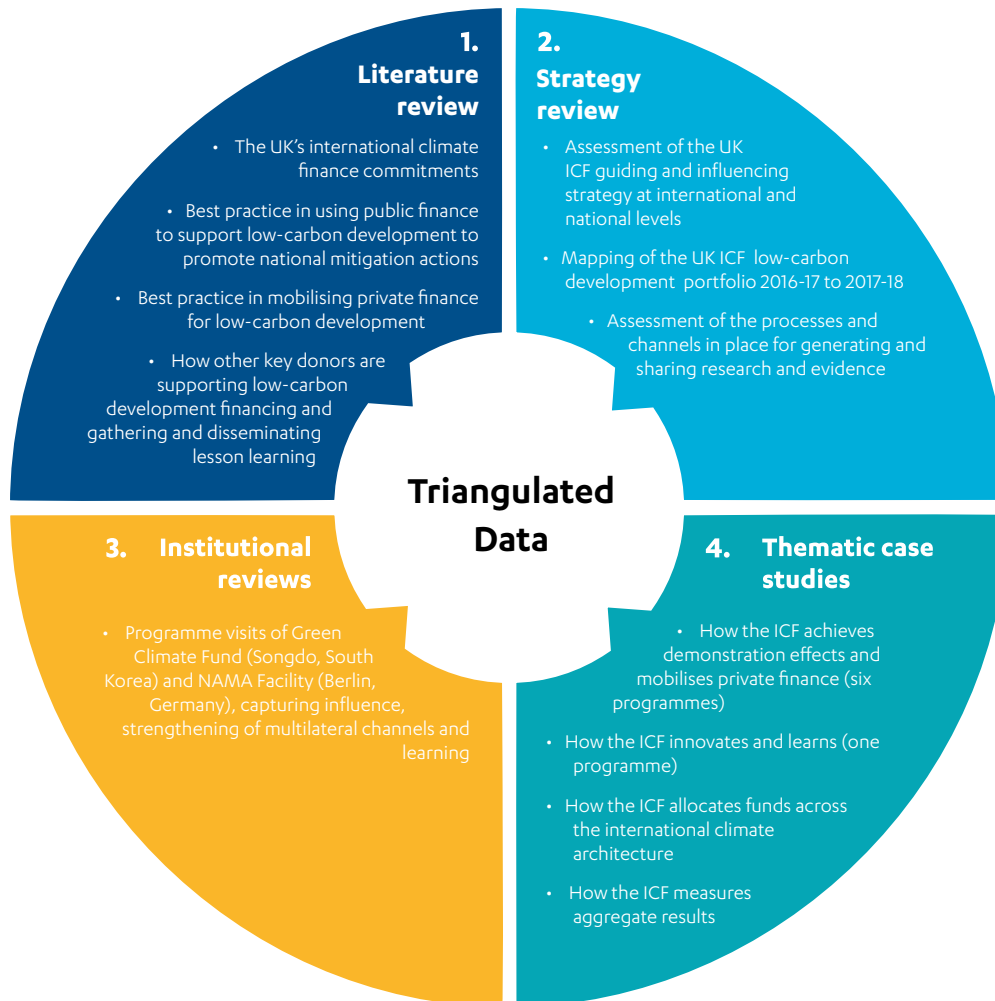 1.
Literature
review
• The UK's international climate
finance commitments
• Best practice in using public finance
to support low-carbon development to
promote national mitigation actions
• Best practice in mobilising private finance
for low-carbon development
• How other key donors are
supporting low-carbon
development financing and
gathering and disseminating
lesson learning
2.
Strategy
review
• Assessment of the UK
ICF guiding and influencing
strategy at international and
national levels
• Mapping of the UK ICF low-carbon
development portfolio 2016-17 to 2017-18
• Assessment of the processes and
channels in place for generating and
sharing research and evidence
Triangulated
Data
3. Institutional
reviews
• Programme visits of Green
Climate Fund (Songdo, South
Korea) and NAMA Facility (Berlin,
Germany), capturing influence,
strengthening of multilateral channels and
learning
4. Thematic case
studies
• How the ICF achieves
demonstration effects and
mobilises private finance (six
programmes)
• How the ICF innovates and learns (one
programme)
• How the ICF allocates funds across
the international climate
architecture
• How the ICF measures
aggregate results